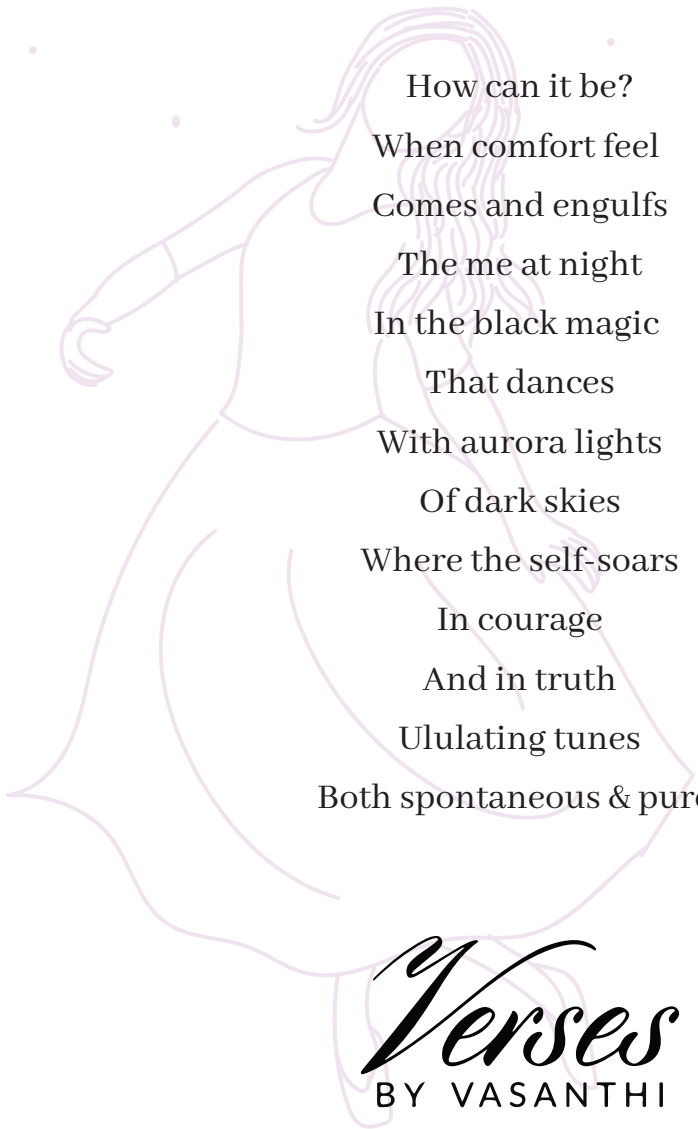 How can it be?
When comfort feel
Comes and engulfs
The me at night
In the black magic
That dances
With aurora lights
Of dark skies
Where the self-soars
In courage
And in truth
Ululating tunes
Both spontaneous & pure
Verses
BY VASANTHI